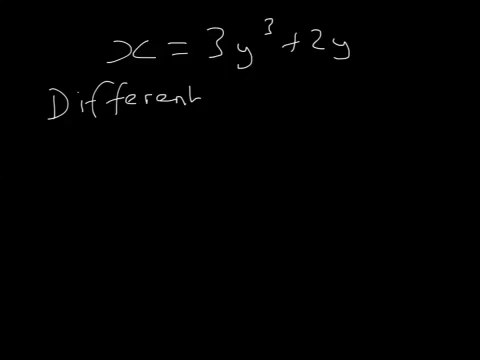 x = 3y³ + 2y
Different